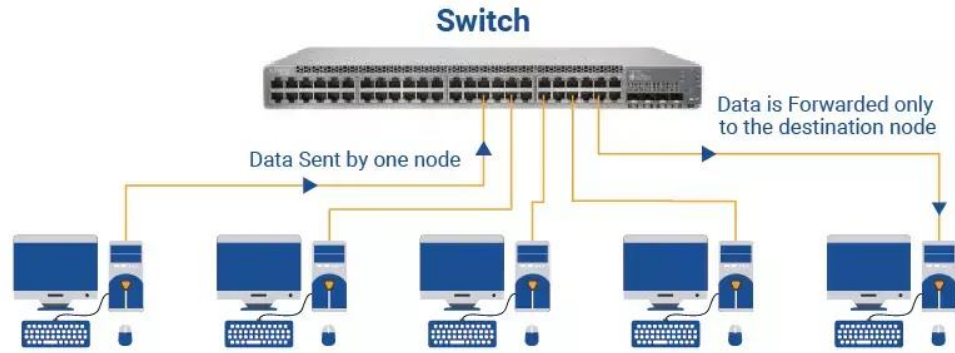 Switch
Data is Forwarded only
to the destination node
Data Sent by one node